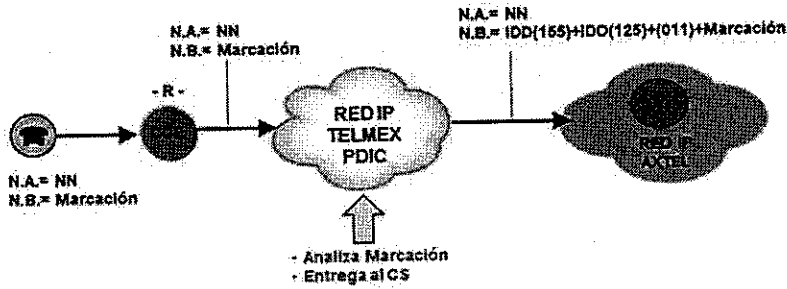 N.A.= NN
N.B.= Marcación
N.A.= NN
N.B.= IDD(155)+IDO(125)+(011)+Marcación
- R -
RED IP
TELMEX
PDIC
RED IP
AXTEL
N.A.= NN
N.B.= Marcación
- Analiza Marcación
- Entrega al CS